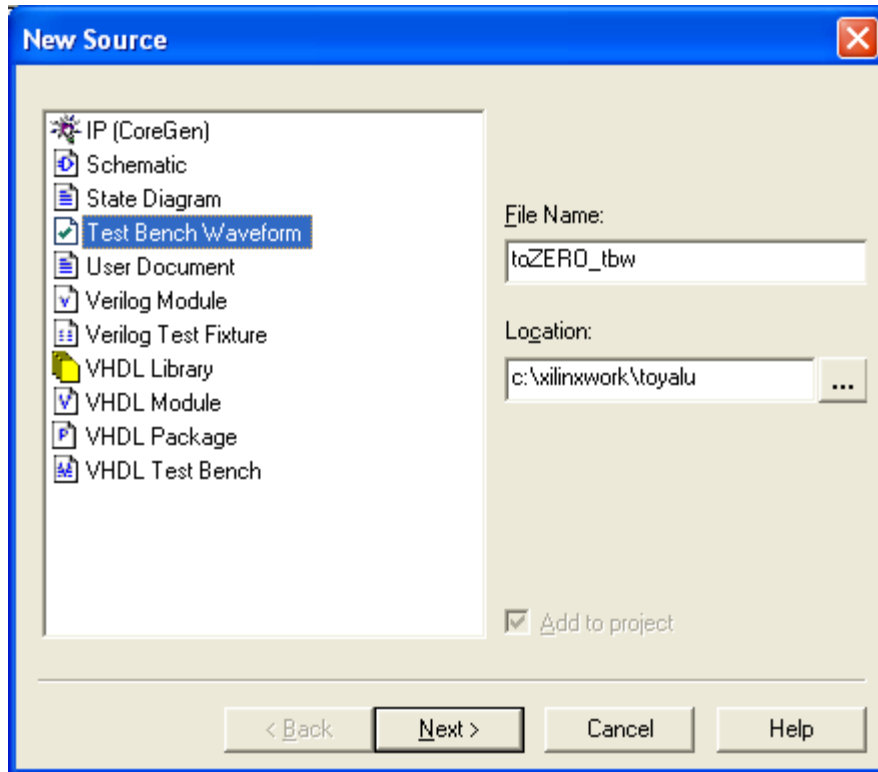 New Source
IP (CoreGen)
Schematic
State Diagram
Test Bench Waveform
User Document
Verilog Module
Verilog Test Fixture
VHDL Library
VHDL Module
VHDL Package
VHDL Test Bench
File Name:
toZERO_tbw
Location:
c:\xilinxwork\toyalu
...
Add to project
< Back
Next >
Cancel
Help